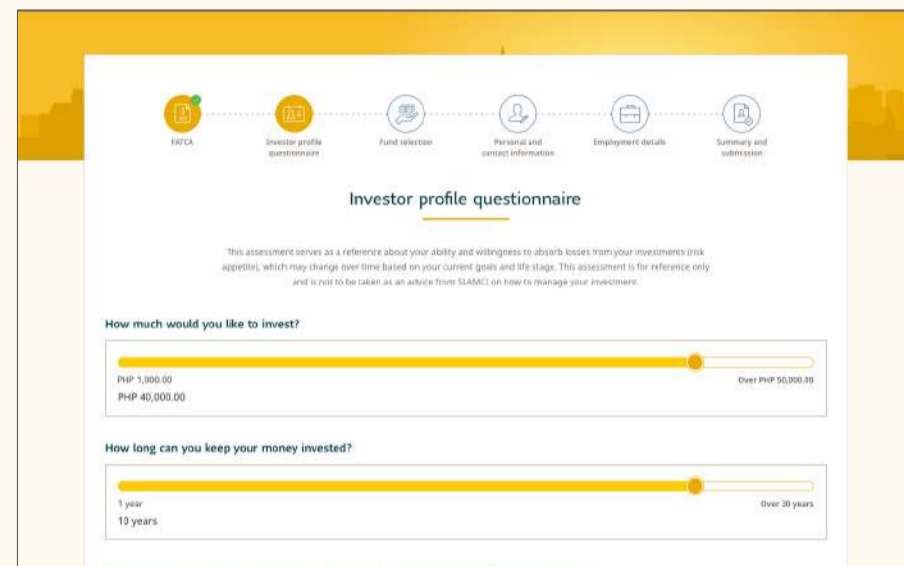 FATCA
Investor profile
questionnaire
Fund selection
Personal and
contact information
Employment details
Summary and
submission
Investor profile questionnaire
This assessment serves as a reference about your ability and willingness to absorb losses from your investments (risk
appetite), which may change over time based on your current goals and life stage. This assessment is for reference only
and is not to be taken as an advice from SLAMCI on how to manage your investment.
How much would you like to invest?
PHP 1,000.00
Over PHP 50,000.00
PHP 40,000.00
How long can you keep your money invested?
1 year
Over 30 years
10 years